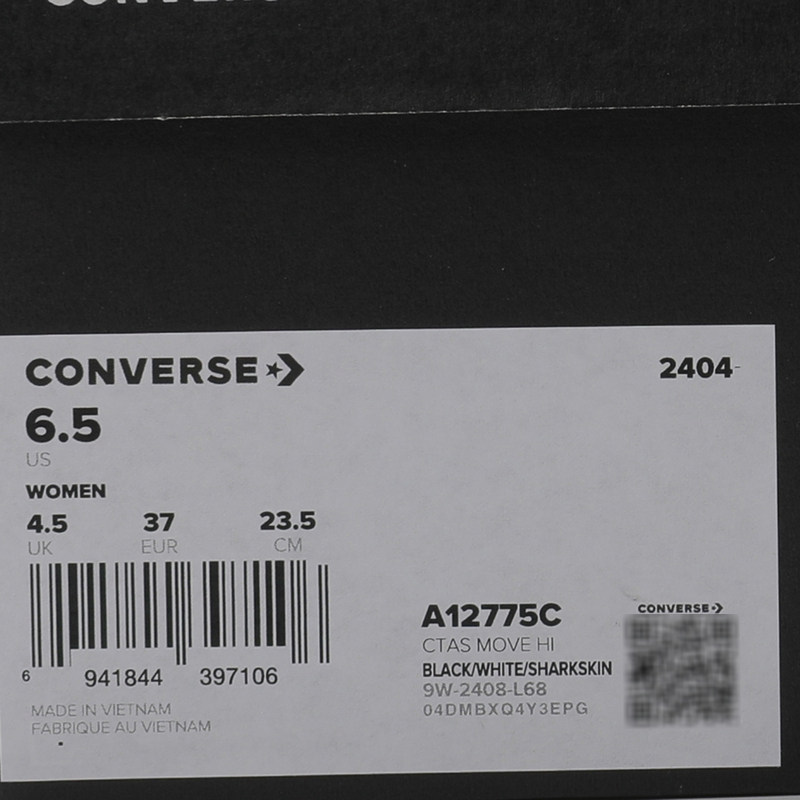 CONVERSE
2404-
6.5
US
WOMEN
4.5 37 23.5
UK EUR CM
6 941844 397106
MADE IN VIETNAM
FABRIQUE AU VIETNAM
A12775C
CTAS MOVE HI
BLACK/WHITE/SHARKSKIN
9W-2408-L68
04DMBXQ4Y3EPG
CONVERSE